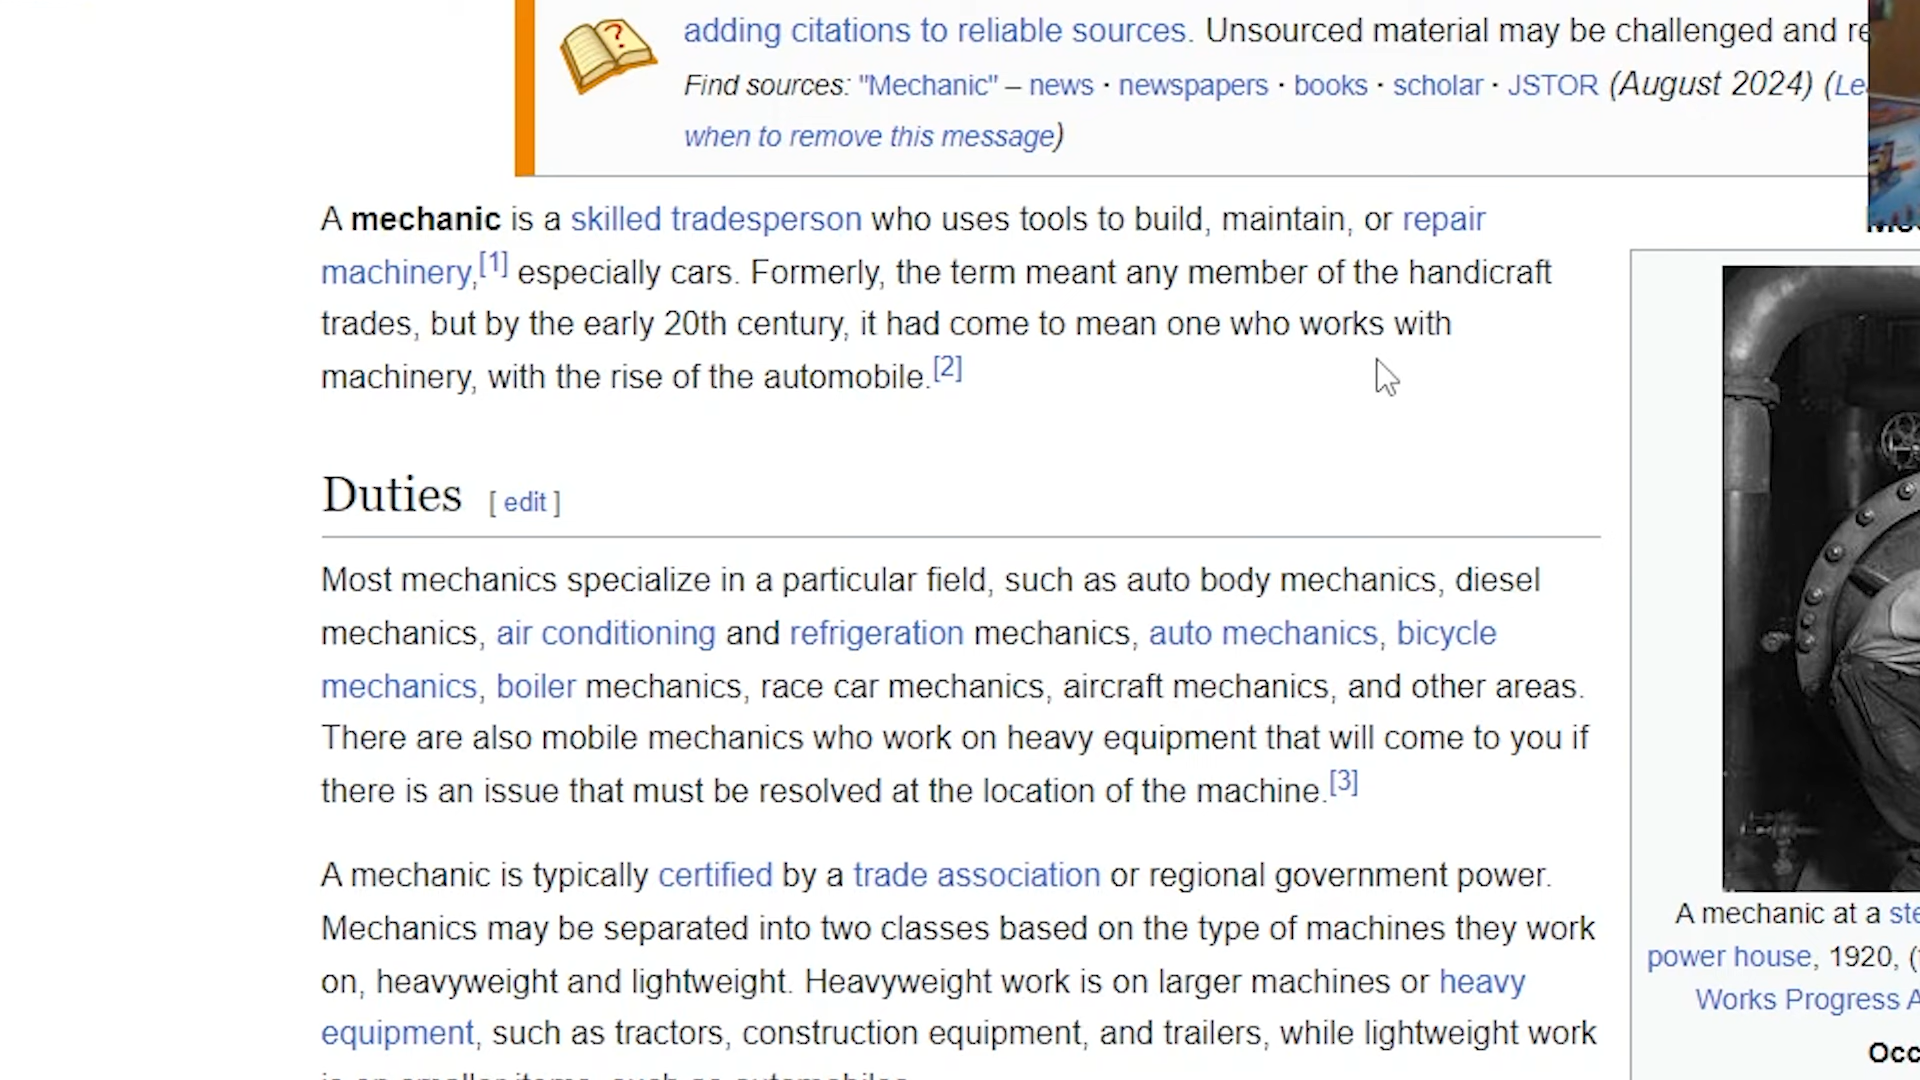 adding citations to reliable sources. Unsourced material may be challenged and
Find sources: "Mechanic" – news · newspapers · books · scholar · JSTOR (August 2024) (
when to remove this message)
A mechanic is a skilled tradesperson who uses tools to build, maintain, or repair
machinery,[1] especially cars. Formerly, the term meant any member of the handicraft
trades, but by the early 20th century, it had come to mean one who works with
machinery, with the rise of the automobile.[2]
Duties [ edit ]
Most mechanics specialize in a particular field, such as auto body mechanics, diesel
mechanics, air conditioning and refrigeration mechanics, auto mechanics, bicycle
mechanics, boiler mechanics, race car mechanics, aircraft mechanics, and other areas.
There are also mobile mechanics who work on heavy equipment that will come to you if
there is an issue that must be resolved at the location of the machine.[3]
A mechanic is typically certified by a trade association or regional government power.
Mechanics may be separated into two classes based on the type of machines they work
on, heavyweight and lightweight. Heavyweight work is on larger machines or heavy
equipment, such as tractors, construction equipment, and trailers, while lightweight work
A mechanic at a
power house, 1920,
Works Progress